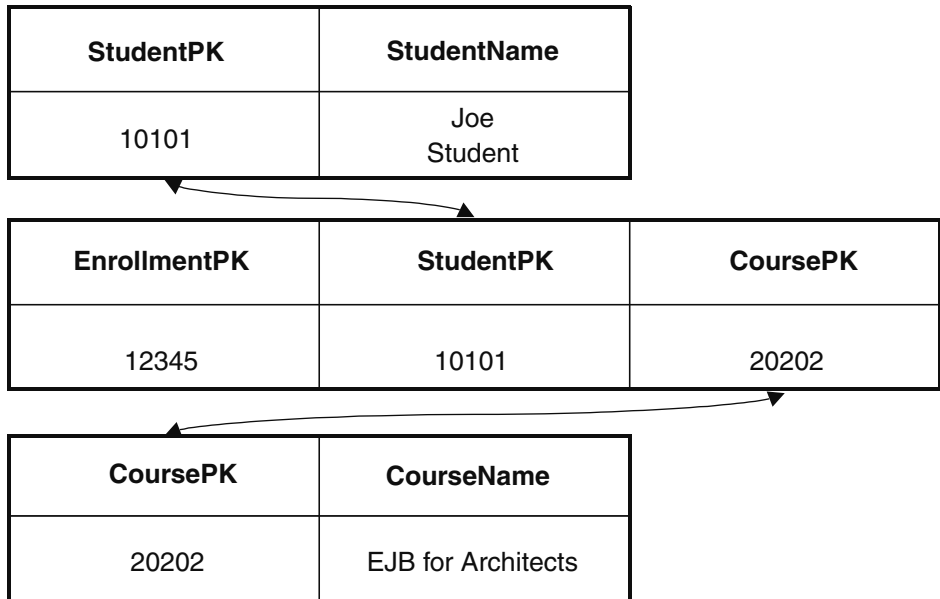 StudentPK StudentName
10101 Joe
Student
EnrollmentPK StudentPK CoursePK
12345 10101 20202
CoursePK CourseName
20202 EJB for Architects